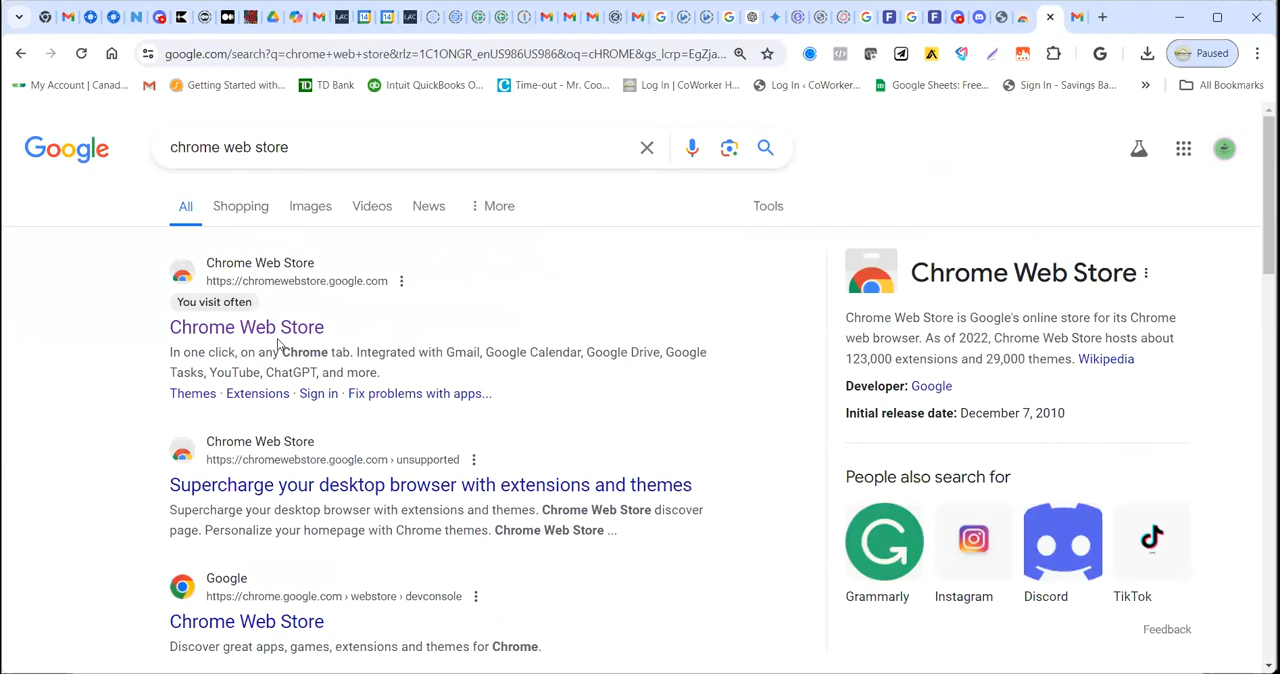 google.com/search?q=chrome+web+store&rlz=1C1ONGR_enUS986US986&oq=cHROME&gs_lcrp=EgZja...
Paused
My Account | Canad...
Getting Started with...
TD Bank
Intuit QuickBooks O...
Time-out - Mr. Coo...
Log In | CoWorker H...
Log In ‹ CoWorker...
Google Sheets: Free...
Sign In - Savings Ba...
All Bookmarks
Google
chrome web store
All
Shopping
Images
Videos
News
More
Tools
Chrome Web Store
https://chromewebstore.google.com
You visit often
Chrome Web Store
In one click, on any Chrome tab. Integrated with Gmail, Google Calendar, Google Drive, Google
Tasks, YouTube, ChatGPT, and more.
Themes · Extensions · Sign in · Fix problems with apps...
Chrome Web Store
https://chromewebstore.google.com › unsupported
Supercharge your desktop browser with extensions and themes
Supercharge your desktop browser with extensions and themes. Chrome Web Store discover
page. Personalize your homepage with Chrome themes. Chrome Web Store ...
Google
https://chrome.google.com › webstore › devconsole
Chrome Web Store
Discover great apps, games, extensions and themes for Chrome.
Chrome Web Store
Chrome Web Store is Google's online store for its Chrome
web browser. As of 2022, Chrome Web Store hosts about
123,000 extensions and 29,000 themes. Wikipedia
Developer: Google
Initial release date: December 7, 2010
People also search for
Grammarly
Instagram
Discord
TikTok
Feedback